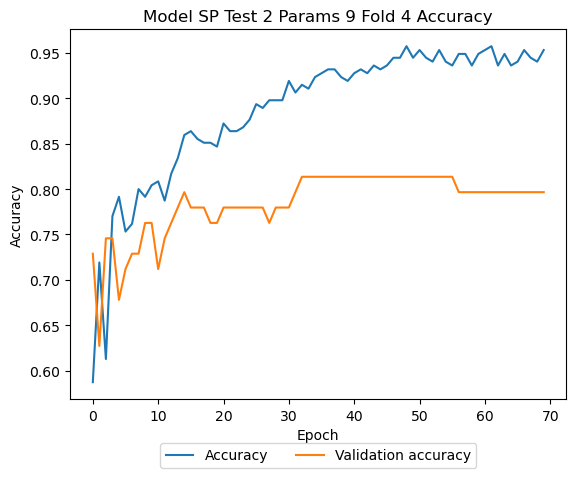 Model SP Test 2 Params 9 Fold 4 Accuracy
Accuracy
0.95
0.90
0.85
0.80
0.75
0.70
0.65
0.60
0 10 20 30 40 50 60 70
Epoch
Accuracy Validation accuracy